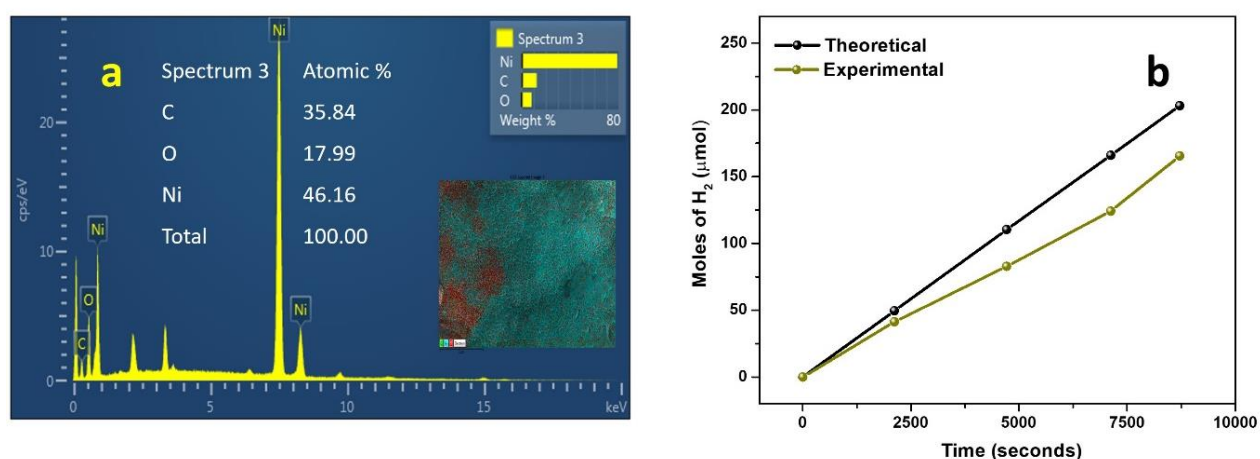 Ni
Spectrum 3
a
Spectrum 3 Atomic %
Ni
C
C 35.84
O
Weight % 80
20
O 17.99
cps/eV
Ni 46.16
Ni
Total 100.00
10
O
Ni
C
0
0 5 10 15 keV
250
Theoretical
Experimental
b
200
150
100
50
0
Moles of H₂ (μmol)
0 2500 5000 7500 10000
Time (seconds)